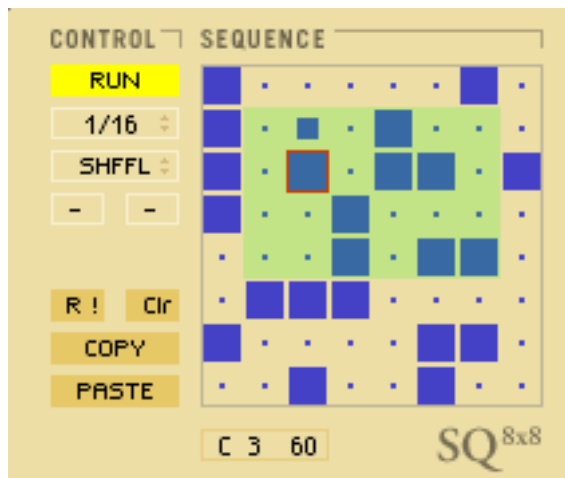 CONTROL
SEQUENCE
RUN
1/16
SHFFL
- -
R ! Clr
COPY
PASTE
C 3 60
SQ8x8